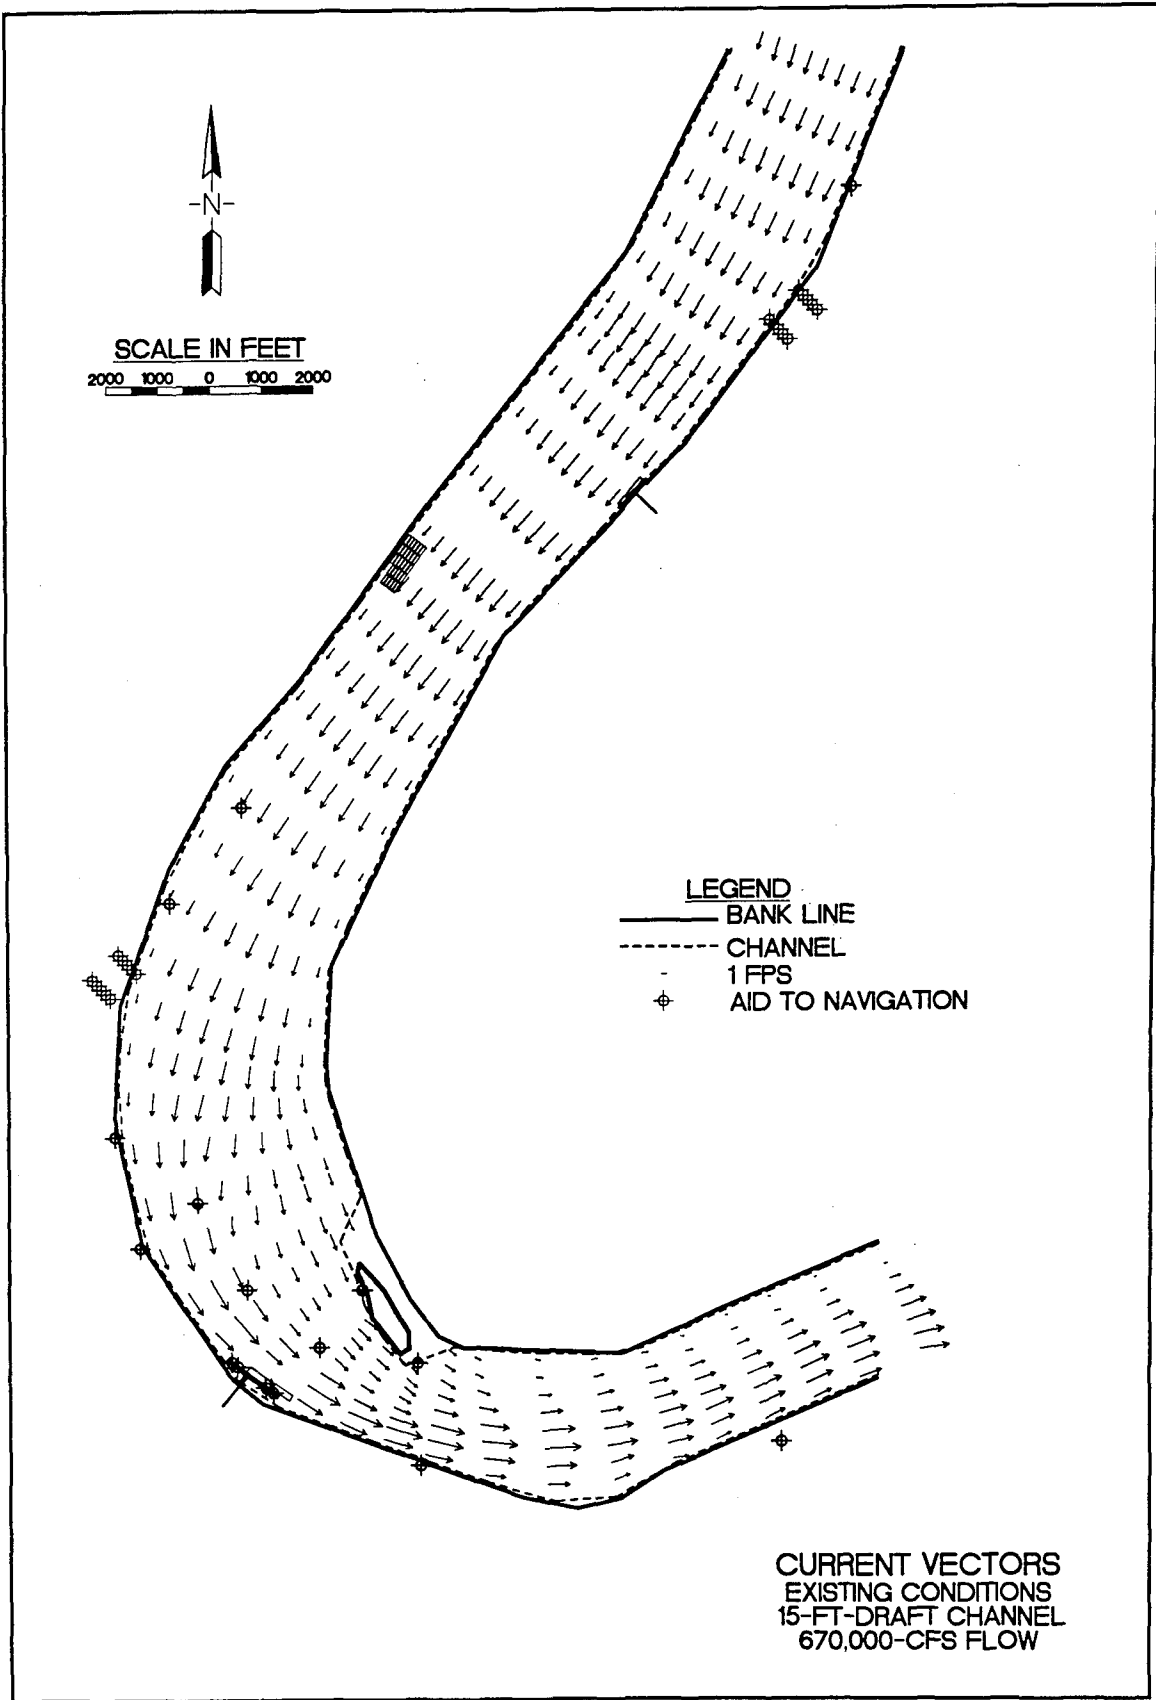 -N-
SCALE IN FEET
2000 1000 0 1000 2000
LEGEND
BANK LINE
CHANNEL
1 FPS
AID TO NAVIGATION
CURRENT VECTORS
EXISTING CONDITIONS
15-FT-DRAFT CHANNEL
670,000-CFS FLOW